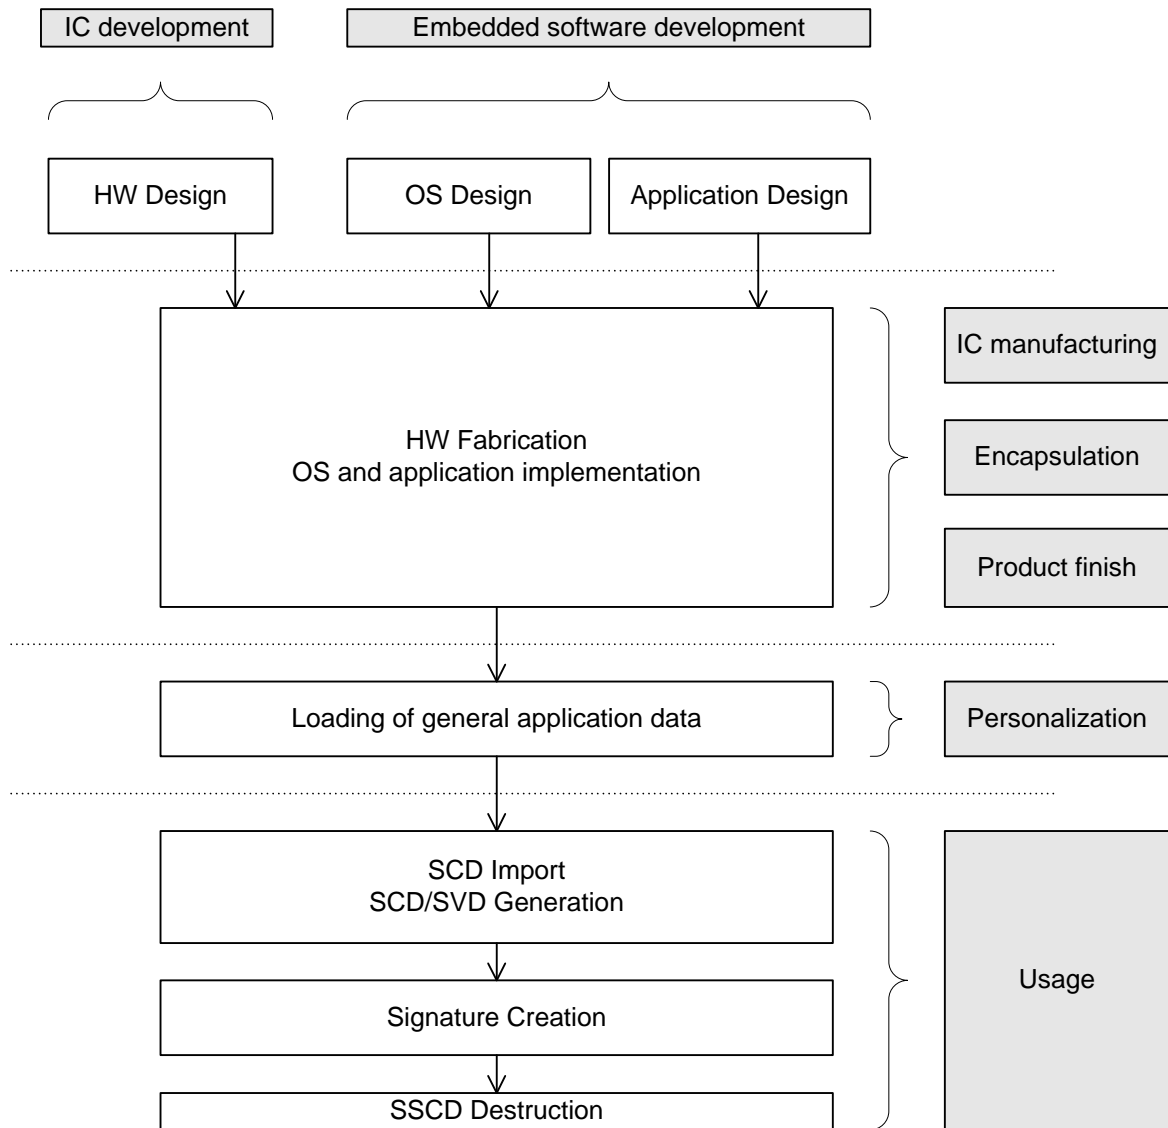 IC development
Embedded software development
HW Design
OS Design
Application Design
HW Fabrication
OS and application implementation
IC manufacturing
Encapsulation
Product finish
Loading of general application data
Personalization
SCD Import
SCD/SVD Generation
Signature Creation
Usage
SSCD Destruction